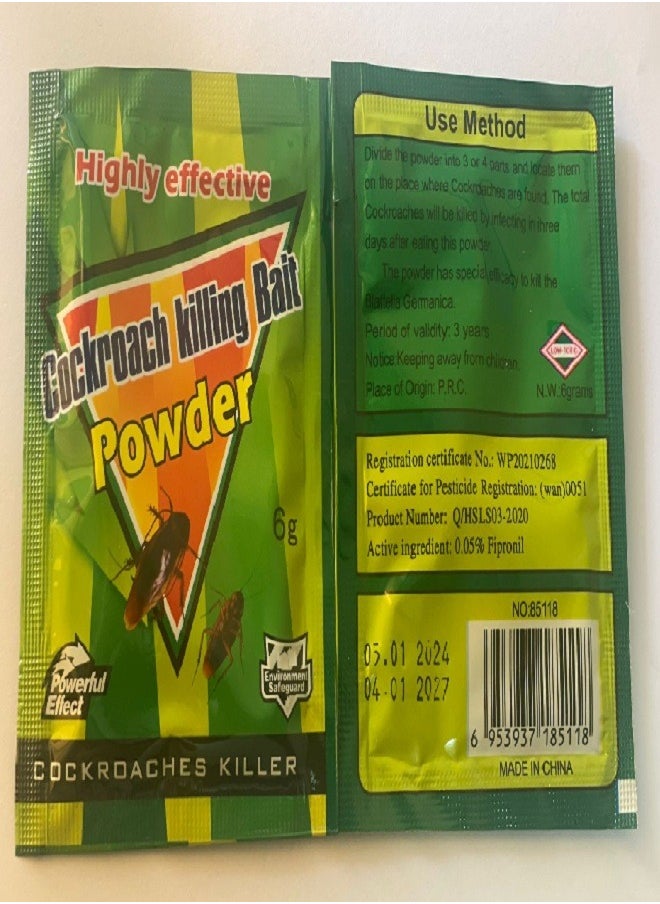 Highly effective
Cockroach killing Bait
Powder
6g
Powerful
Effect
Environment
Safeguard
COCKROACHES KILLER
Use Method
Divide the powder into 3 or 4 parts and locate them
on the place where Cockroaches are found. The total
Cockroaches will be killed by infecting in three
days after eating this powder.
The powder has special efficacy to kill the
Blattella Germanica.
Period of validity: 3 years
Notice:Keeping away from children.
Place of Origin: P.R.C.
N.W.:6grams
Registration certificate No.: WP20210268
Certificate for Pesticide Registration: (wan)0051
Product Number: Q/HSLS03-2020
Active ingredient: 0.05% Fipronil
NO:85118
05.01 2024
04-01 2027
6 953937 185118
MADE IN CHINA